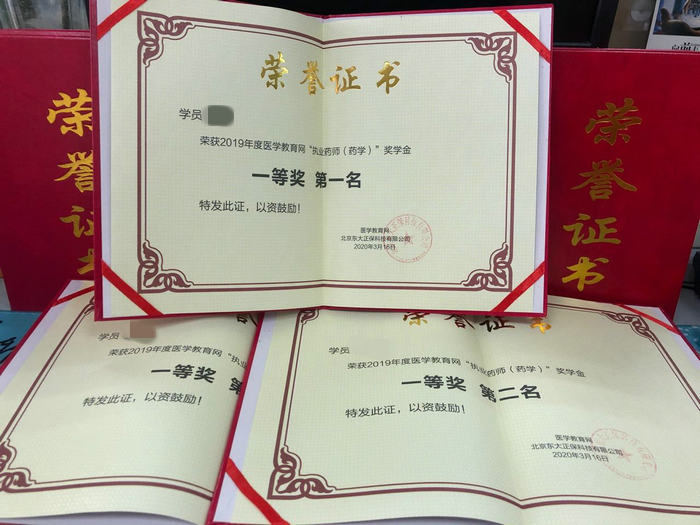 荣誉证书
学员
荣获2019年度医学教育网“执业药师（药学）”奖学金
一等奖 第一名
特发此证，以资鼓励！
医学教育网
北京东大正保科技有限公司
2020年3月16日
荣誉证书
荣誉证书
学员
荣获2019年度医学教育网“执
一等奖 第
特发此证，以资鼓励！
荣誉证书
学员
荣获2019年度医学教育网“执业药师（药学）”奖学金
一等奖 第二名
特发此证，以资鼓励！
医学教育网
北京东大正保科技有限公司
2020年3月16日